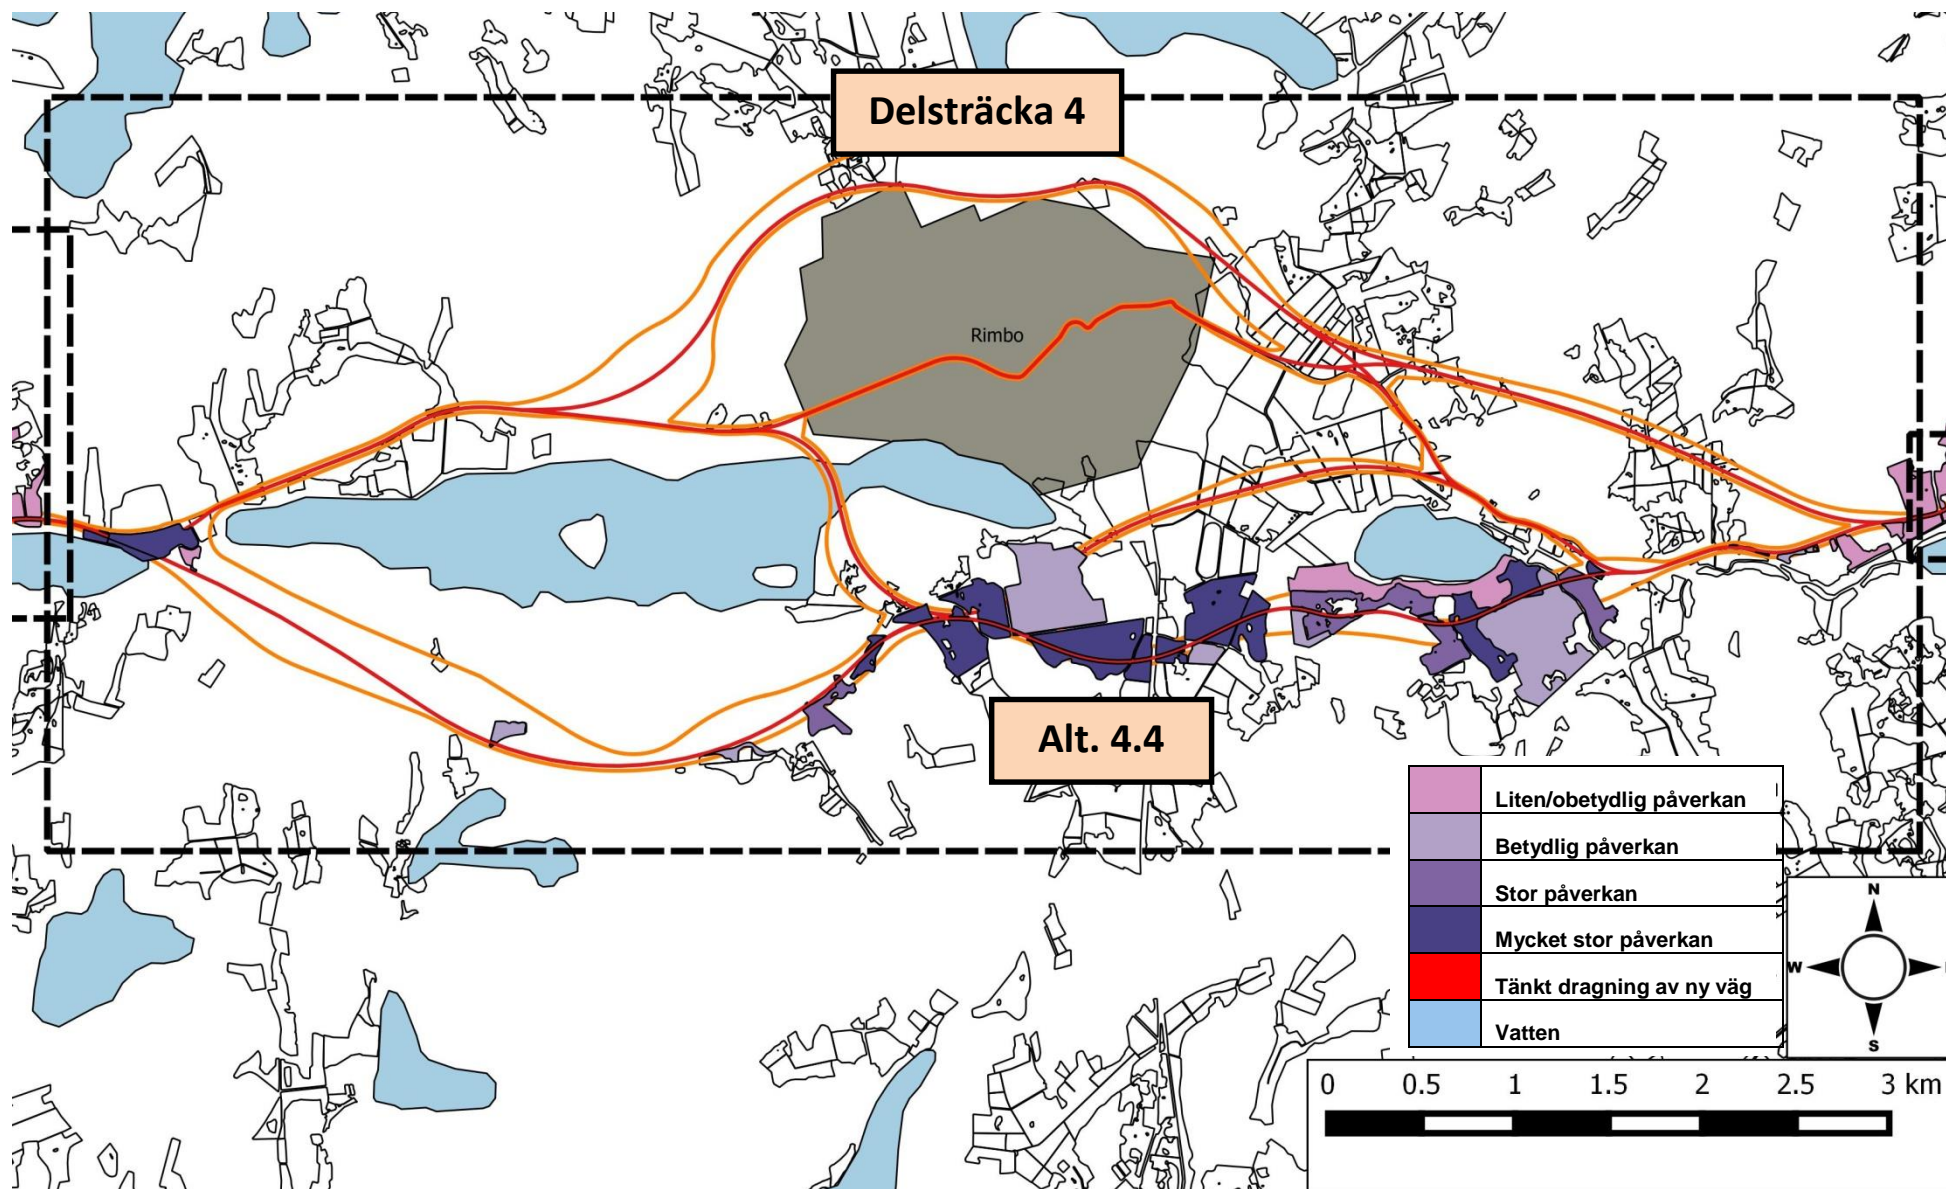 Delsträcka 4
Rimbo
Alt. 4.4
Liten/obetydlig påverkan
Betydlig påverkan
Stor påverkan
Mycket stor påverkan
Tänkt dragning av ny väg
Vatten
N
W
S
0 0.5 1 1.5 2 2.5 3 km